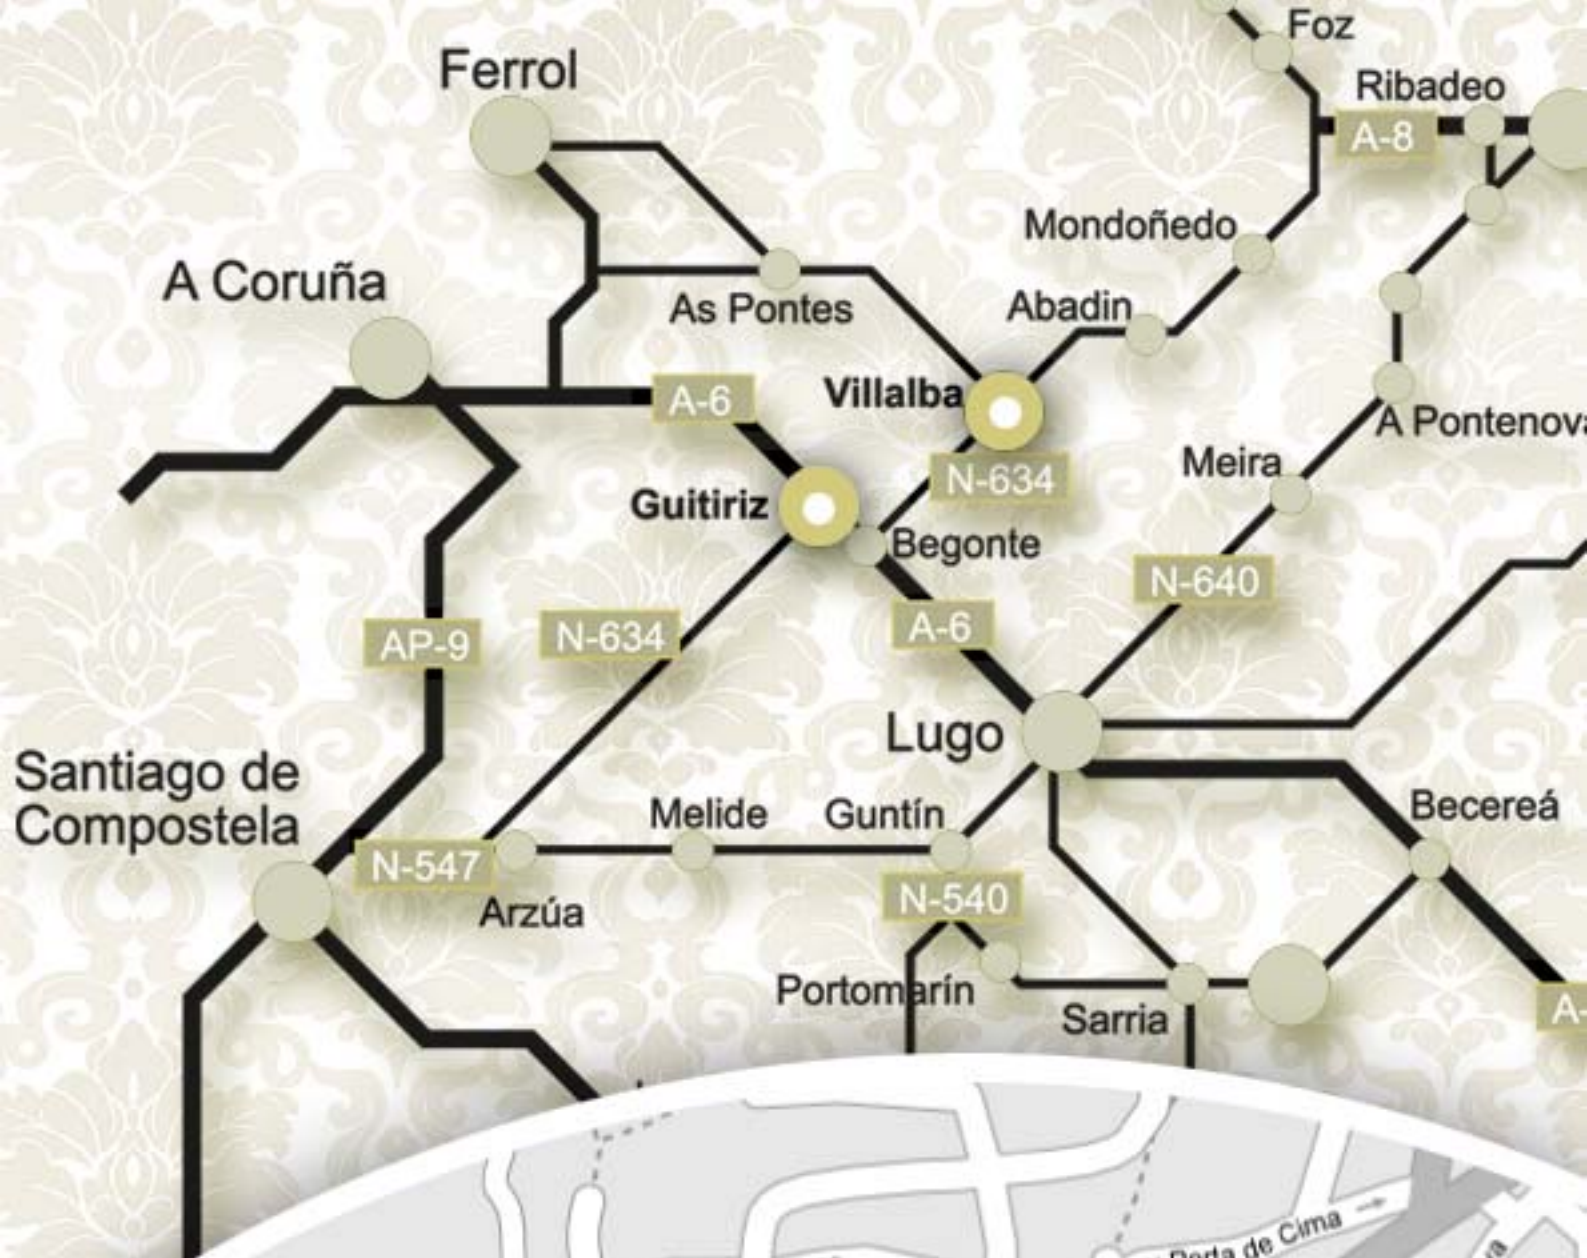 Foz
Ferrol
Ribadeo
A-8
Mondoñedo
A Coruña
As Pontes
Abadin
Villalba
A-6
A Pontenova
Meira
N-634
Guitiriz
Begonte
N-640
A-6
N-634
AP-9
Lugo
Santiago de
Compostela
Melide
Guntín
Becereá
N-547
Arzúa
N-540
Portomarín
Sarria
A-
Porta de Cima